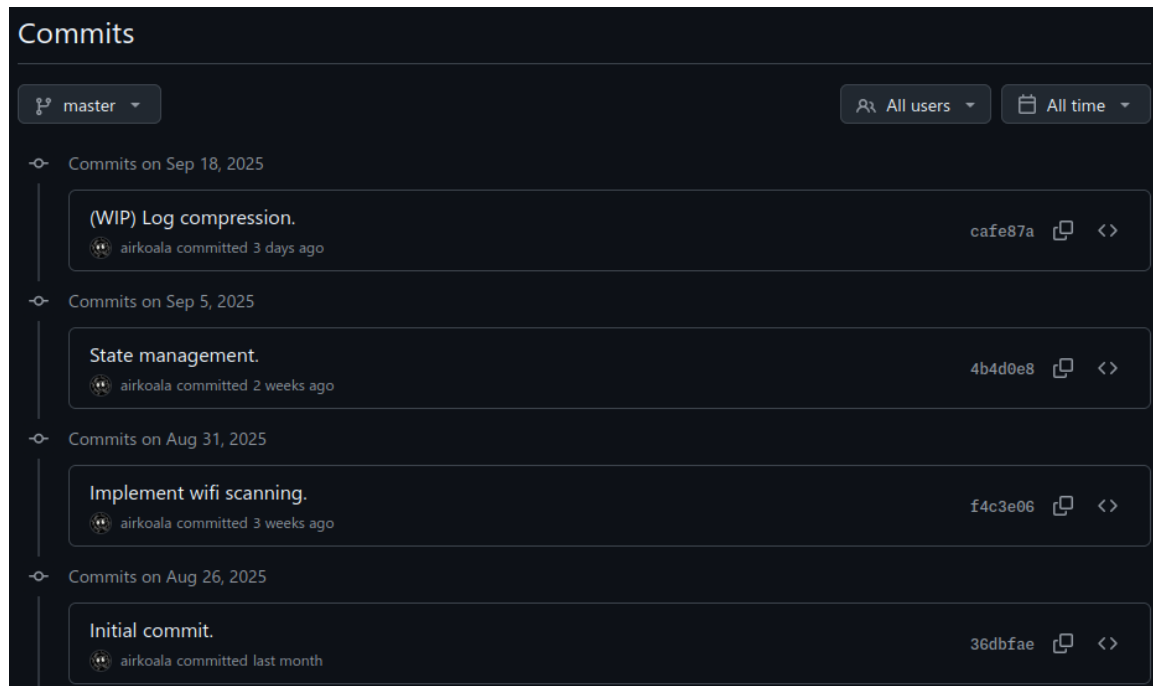 Commits
master
All users
All time
Commits on Sep 18, 2025
(WIP) Log compression.
cafe87a
airkoala committed 3 days ago
Commits on Sep 5, 2025
State management.
4b4d0e8
airkoala committed 2 weeks ago
Commits on Aug 31, 2025
Implement wifi scanning.
f4c3e06
airkoala committed 3 weeks ago
Commits on Aug 26, 2025
Initial commit.
36dbfae
airkoala committed last month